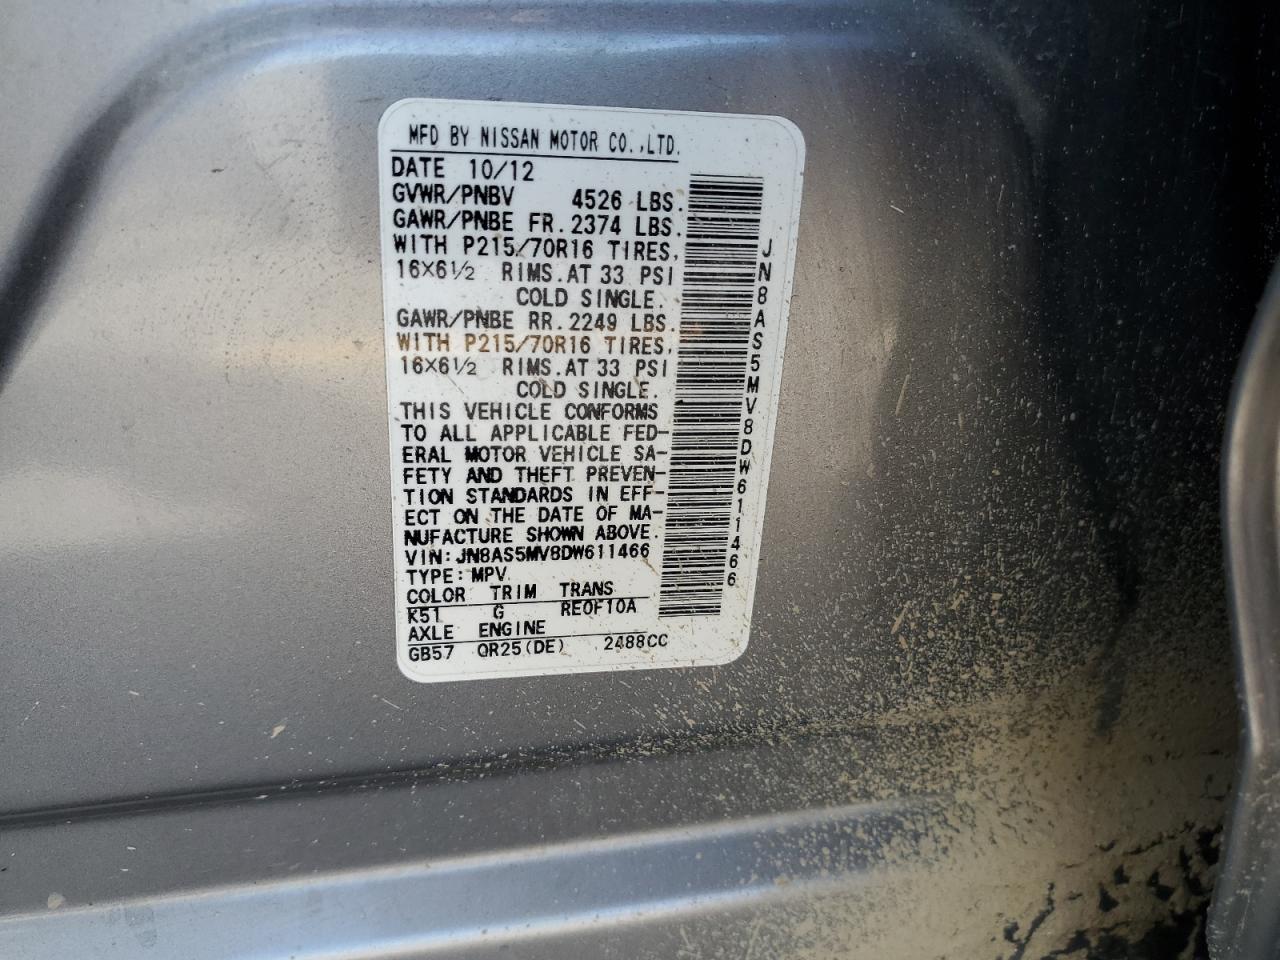 MFD BY NISSAN MOTOR CO.,LTD.
DATE 10/12
GVWR/PNBV 4526 LBS.
GAWR/PNBE FR. 2374 LBS.
WITH P215/70R16 TIRES,
16×6½ RIMS. AT 33 PSI
COLD SINGLE.
GAWR/PNBE RR. 2249 LBS.
WITH P215/70R16 TIRES,
16×6½ RIMS. AT 33 PSI
COLD SINGLE.
THIS VEHICLE CONFORMS
TO ALL APPLICABLE FED-
ERAL MOTOR VEHICLE SA-
FETY AND THEFT PREVEN-
TION STANDARDS IN EFF-
ECT ON THE DATE OF MA-
NUFACTURE SHOWN ABOVE.
VIN: JN8AS5MV8DW611466
TYPE: MPV
COLOR TRIM TRANS
K51 G RE0F10A
AXLE ENGINE
GB57 QR25(DE) 2488CC
JN8AS5MV8DW611466